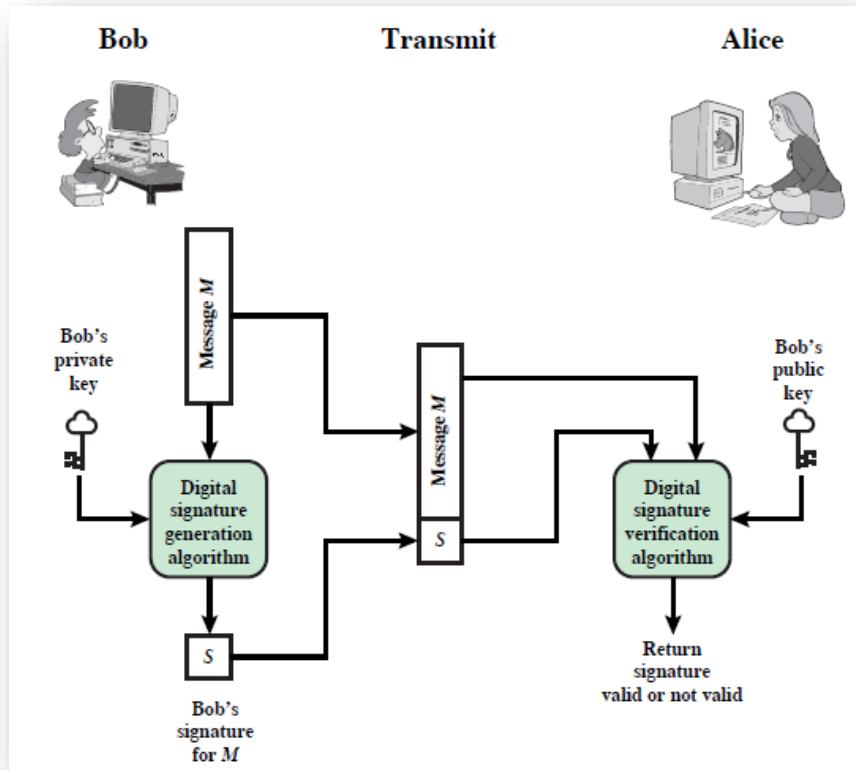 Bob
Transmit
Alice
Message M
Bob's
private
key
Message M
Bob's
public
key
Digital
signature
generation
algorithm
S
Digital
signature
verification
algorithm
S
Bob's
signature
for M
Return
signature
valid or not valid